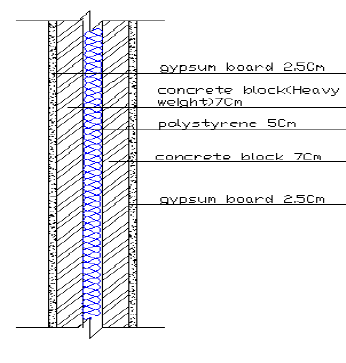 gypsum board 2.5Cm
concrete block(Heavy
weight)7Cm
polystyrene 5Cm
concrete block 7Cm
gypsum board 2.5Cm